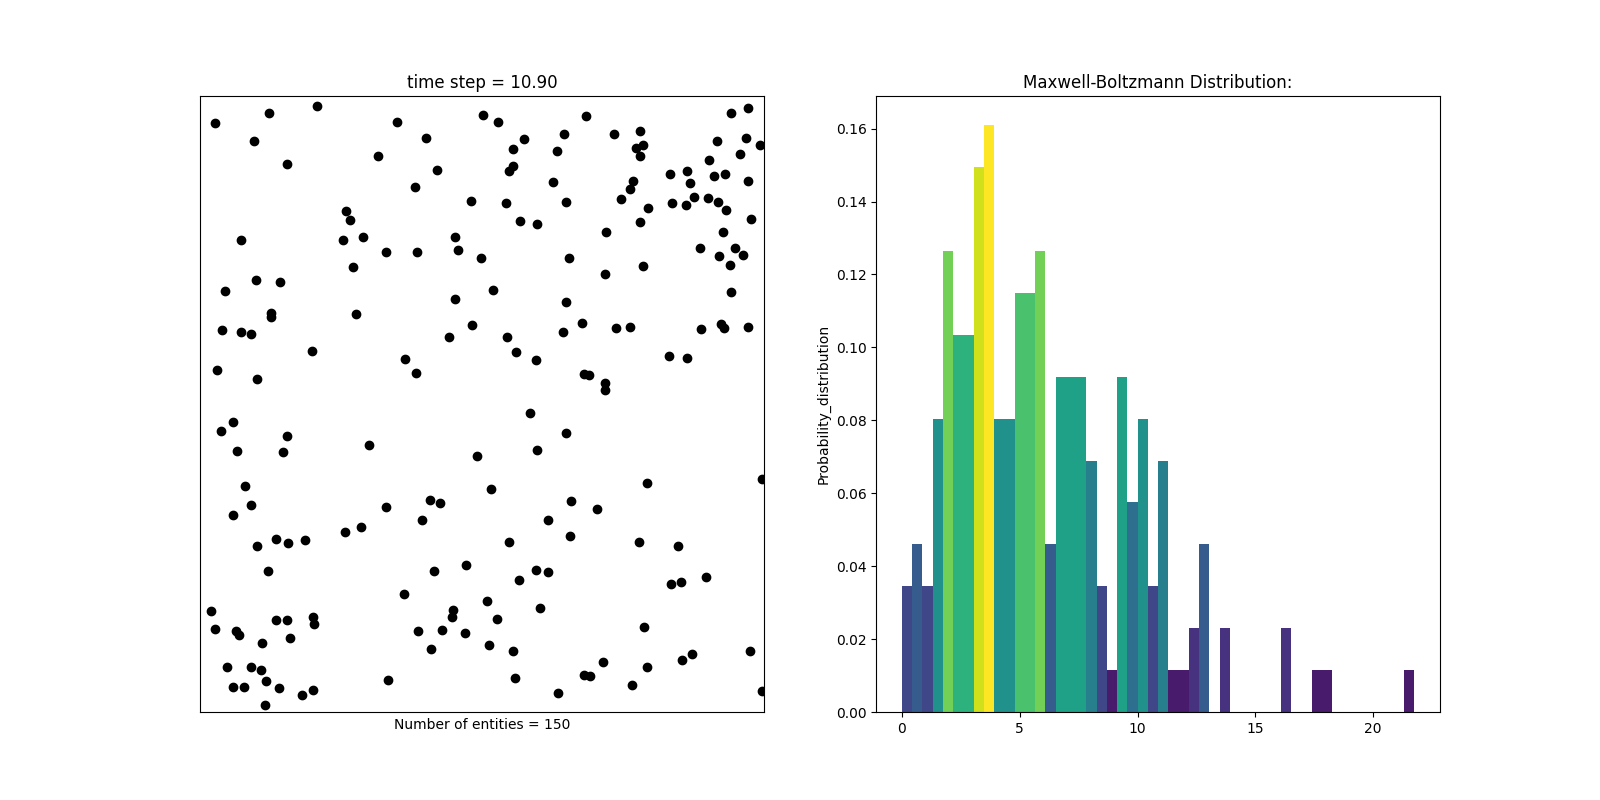 time step = 10.90
Number of entities = 150
Maxwell-Boltzmann Distribution:
Probability_distribution
0.16
0.14
0.12
0.10
0.08
0.06
0.04
0.02
0.00
0 5 10 15 20